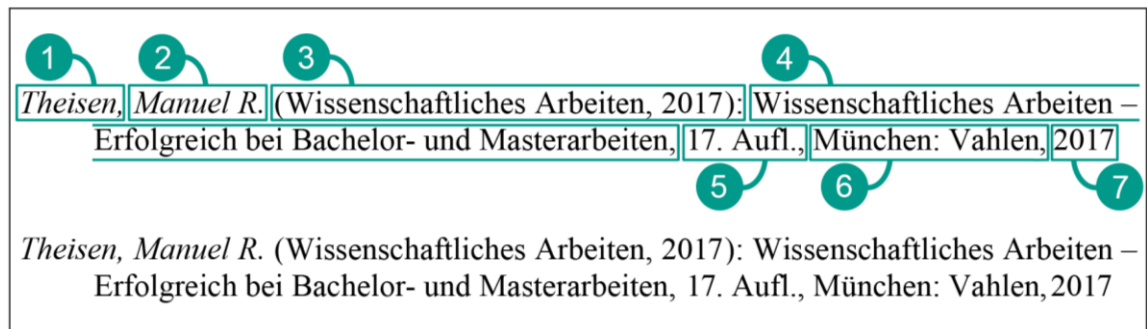 1 2 3 4
Theisen, Manuel R. (Wissenschaftliches Arbeiten, 2017): Wissenschaftliches Arbeiten –
Erfolgreich bei Bachelor- und Masterarbeiten, 17. Aufl., München: Vahlen, 2017
5 6 7
Theisen, Manuel R. (Wissenschaftliches Arbeiten, 2017): Wissenschaftliches Arbeiten –
Erfolgreich bei Bachelor- und Masterarbeiten, 17. Aufl., München: Vahlen, 2017